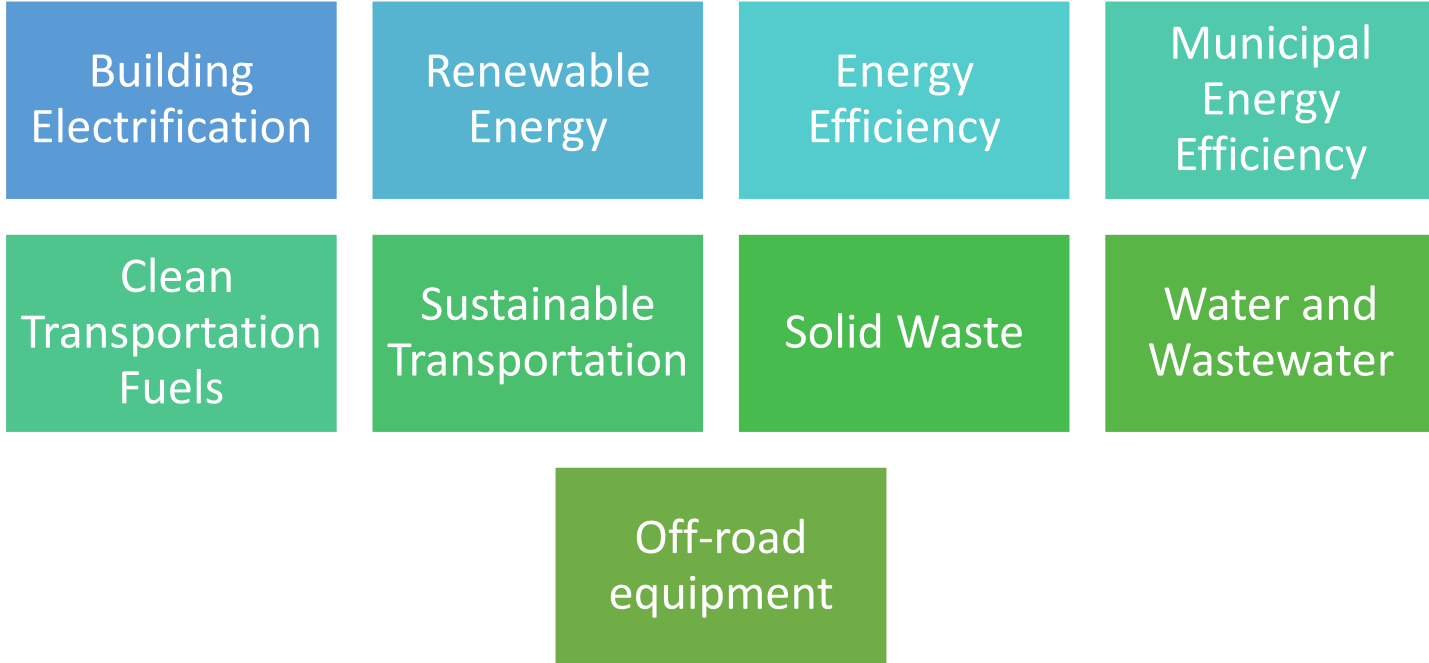 Building
Electrification
Renewable
Energy
Energy
Efficiency
Municipal
Energy
Efficiency
Clean
Transportation
Fuels
Sustainable
Transportation
Solid Waste
Water and
Wastewater
Off-road
equipment